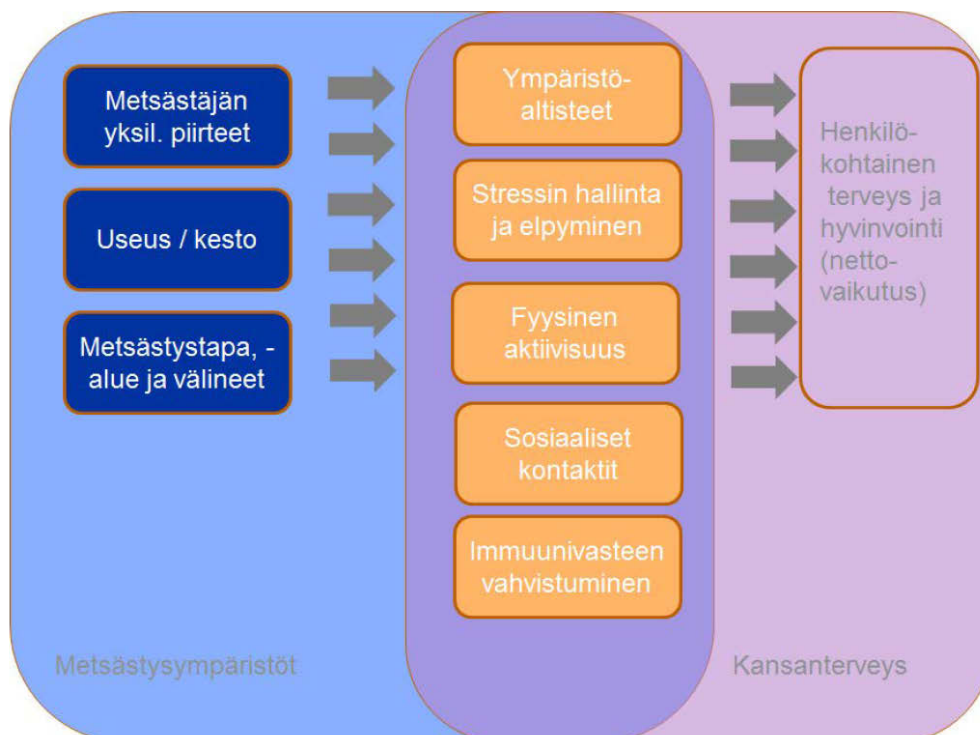 Metsästäjän
yksil. piirteet
Useus / kesto
Metsästystapa, -
alue ja välineet
Ympäristö-
altisteet
Stressin hallinta
ja elpyminen
Fyysinen
aktiivisuus
Sosiaaliset
kontaktit
Immuunivasteen
vahvistuminen
Henkilö-
kohtainen
terveys ja
hyvinvointi
(netto-
vaikutus)
Metsästysympäristöt
Kansanterveys